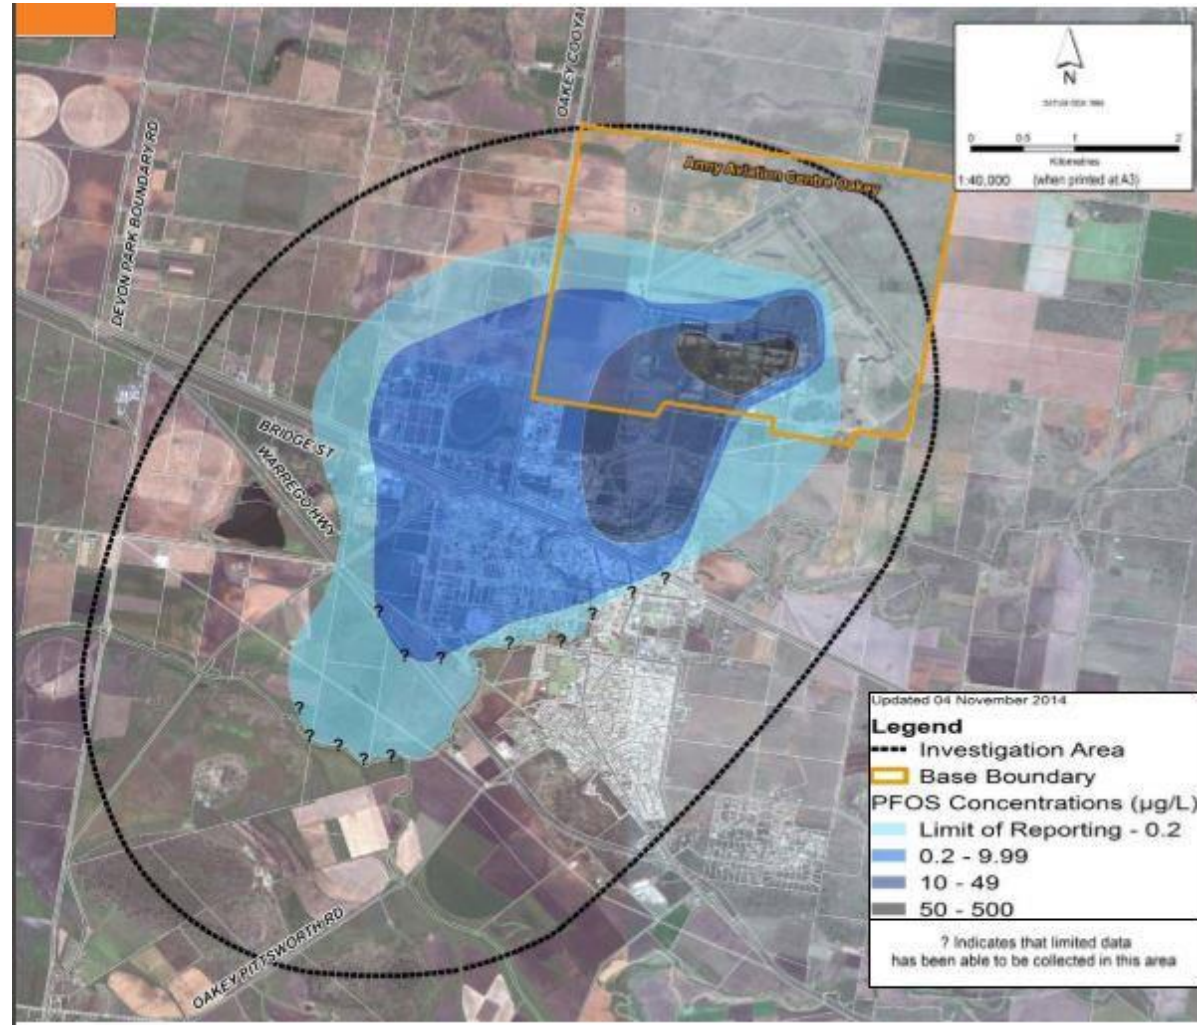 OAKEY COOYAR
N
0 0.5 1 2
Kilometres
1:40,000 (when printed at A3)
Army Aviation Centre Oakey
DEVON PARK BOUNDARY RD
BRIDGE ST
WARREGO HWY
?
?
?
?
?
?
?
?
?
?
?
?
?
OAKEY PITTSWORTH RD
Updated 04 November 2014
Legend
Investigation Area
Base Boundary
PFOS Concentrations (µg/L)
Limit of Reporting - 0.2
0.2 - 9.99
10 - 49
50 - 500
? Indicates that limited data
has been able to be collected in this area